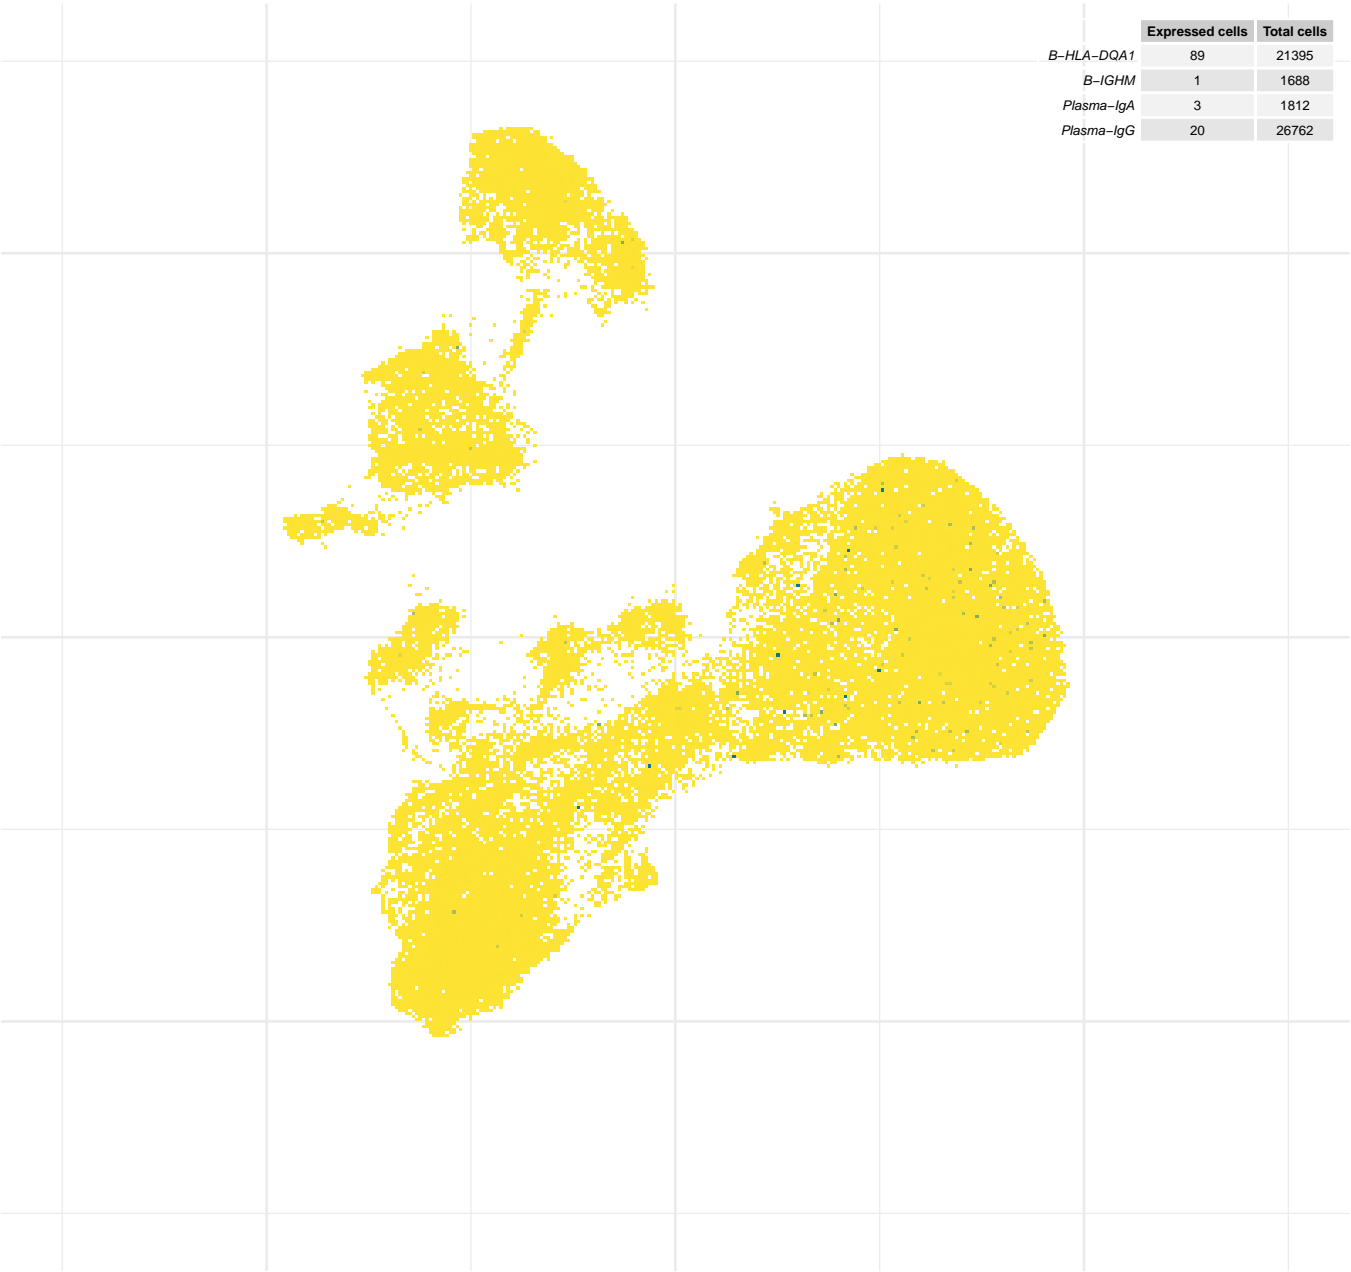 Expressed cells Total cells
B−HLA−DQA1 89 21395
B−IGHM 1 1688
Plasma−IgA 3 1812
Plasma−IgG 20 26762